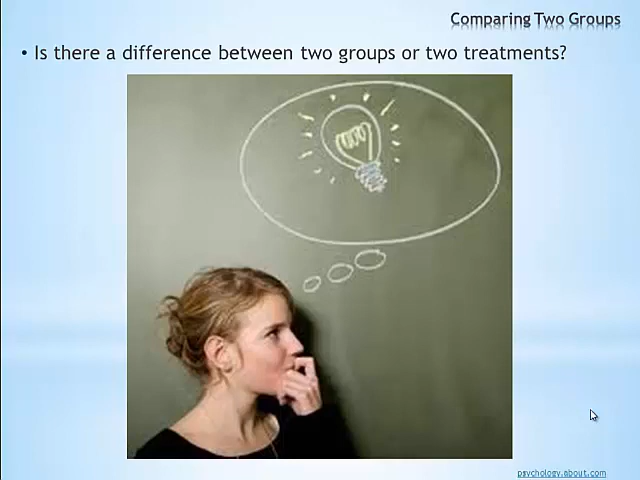 Comparing Two Groups
• Is there a difference between two groups or two treatments?
psychology.about.com